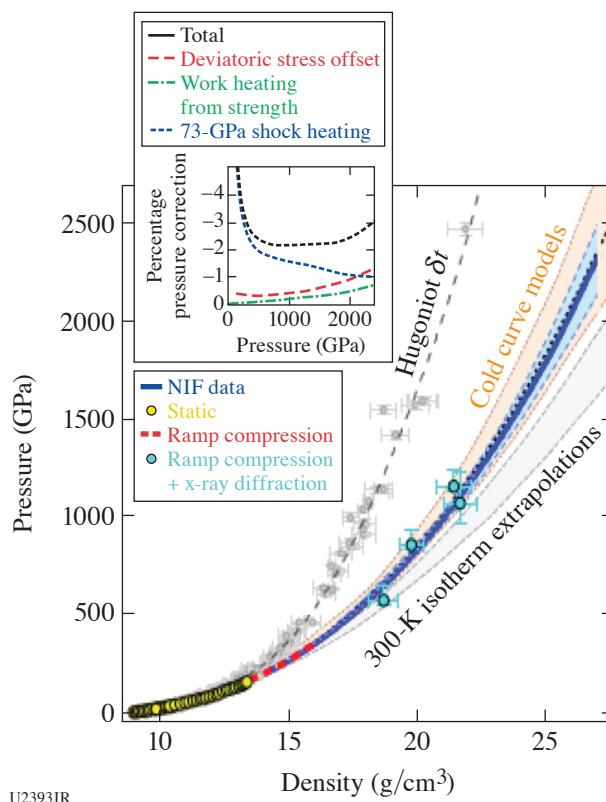 Total
Deviatoric stress offset
Work heating
from strength
73-GPa shock heating
Percentage
pressure correction
–4
–3
–2
–1
0
0
1000
2000
Pressure (GPa)
NIF data
Static
Ramp compression
Ramp compression
+ x-ray diffraction
Hugoniot δt
Cold curve models
300-K isotherm extrapolations
Pressure (GPa)
2500
2000
1500
1000
500
0
10
15
20
25
Density (g/cm³)
U2393JR